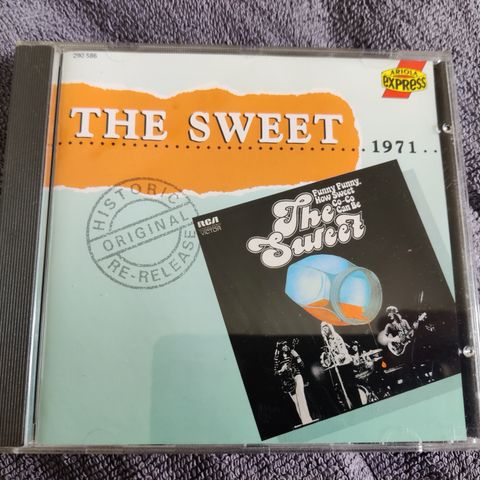 290 586
ARIOLA
EXPRESS
THE SWEET
1971
HISTORIC
ORIGINAL
RE-RELEASE
RCA
VICTOR
Funny Funny,
How Sweet
Co-Co
Can Be
The
Sweet